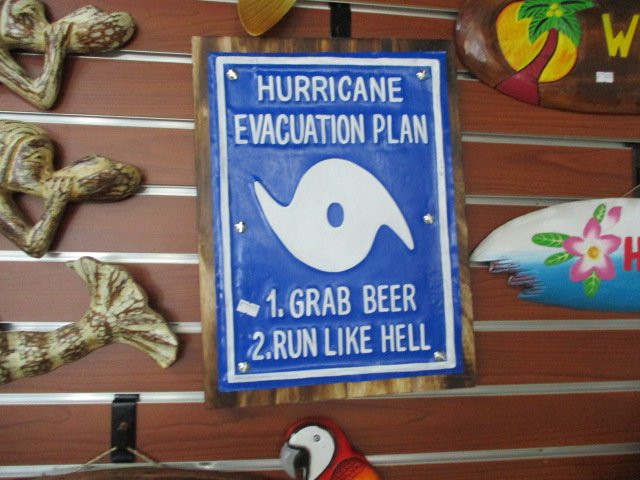 HURRICANE
EVACUATION PLAN
1. GRAB BEER
2. RUN LIKE HELL
W
H